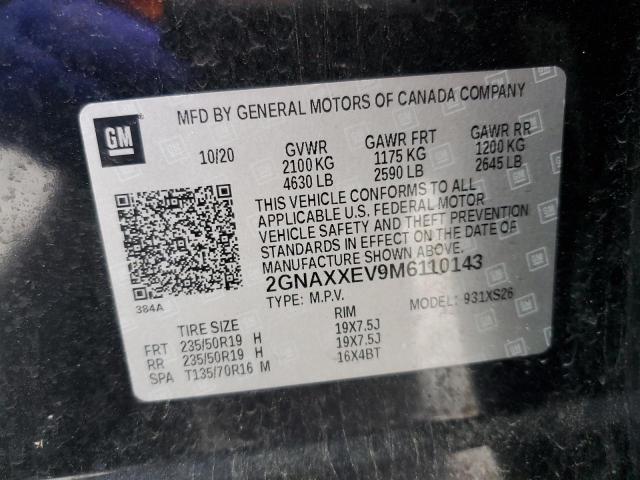 MFD BY GENERAL MOTORS OF CANADA COMPANY
GM
10/20 GVWR GAWR FRT GAWR RR
2100 KG 1175 KG 1200 KG
4630 LB 2590 LB 2645 LB
THIS VEHICLE CONFORMS TO ALL
APPLICABLE U.S. FEDERAL MOTOR
VEHICLE SAFETY AND THEFT PREVENTION
STANDARDS IN EFFECT ON THE DATE OF
MANUFACTURE SHOWN ABOVE.
2GNAXXEV9M6110143
384A
TYPE: M.P.V. MODEL: 931XS26
TIRE SIZE RIM
FRT 235/50R19 H 19X7.5J
RR 235/50R19 H 19X7.5J
SPA T135/70R16 M 16X4BT